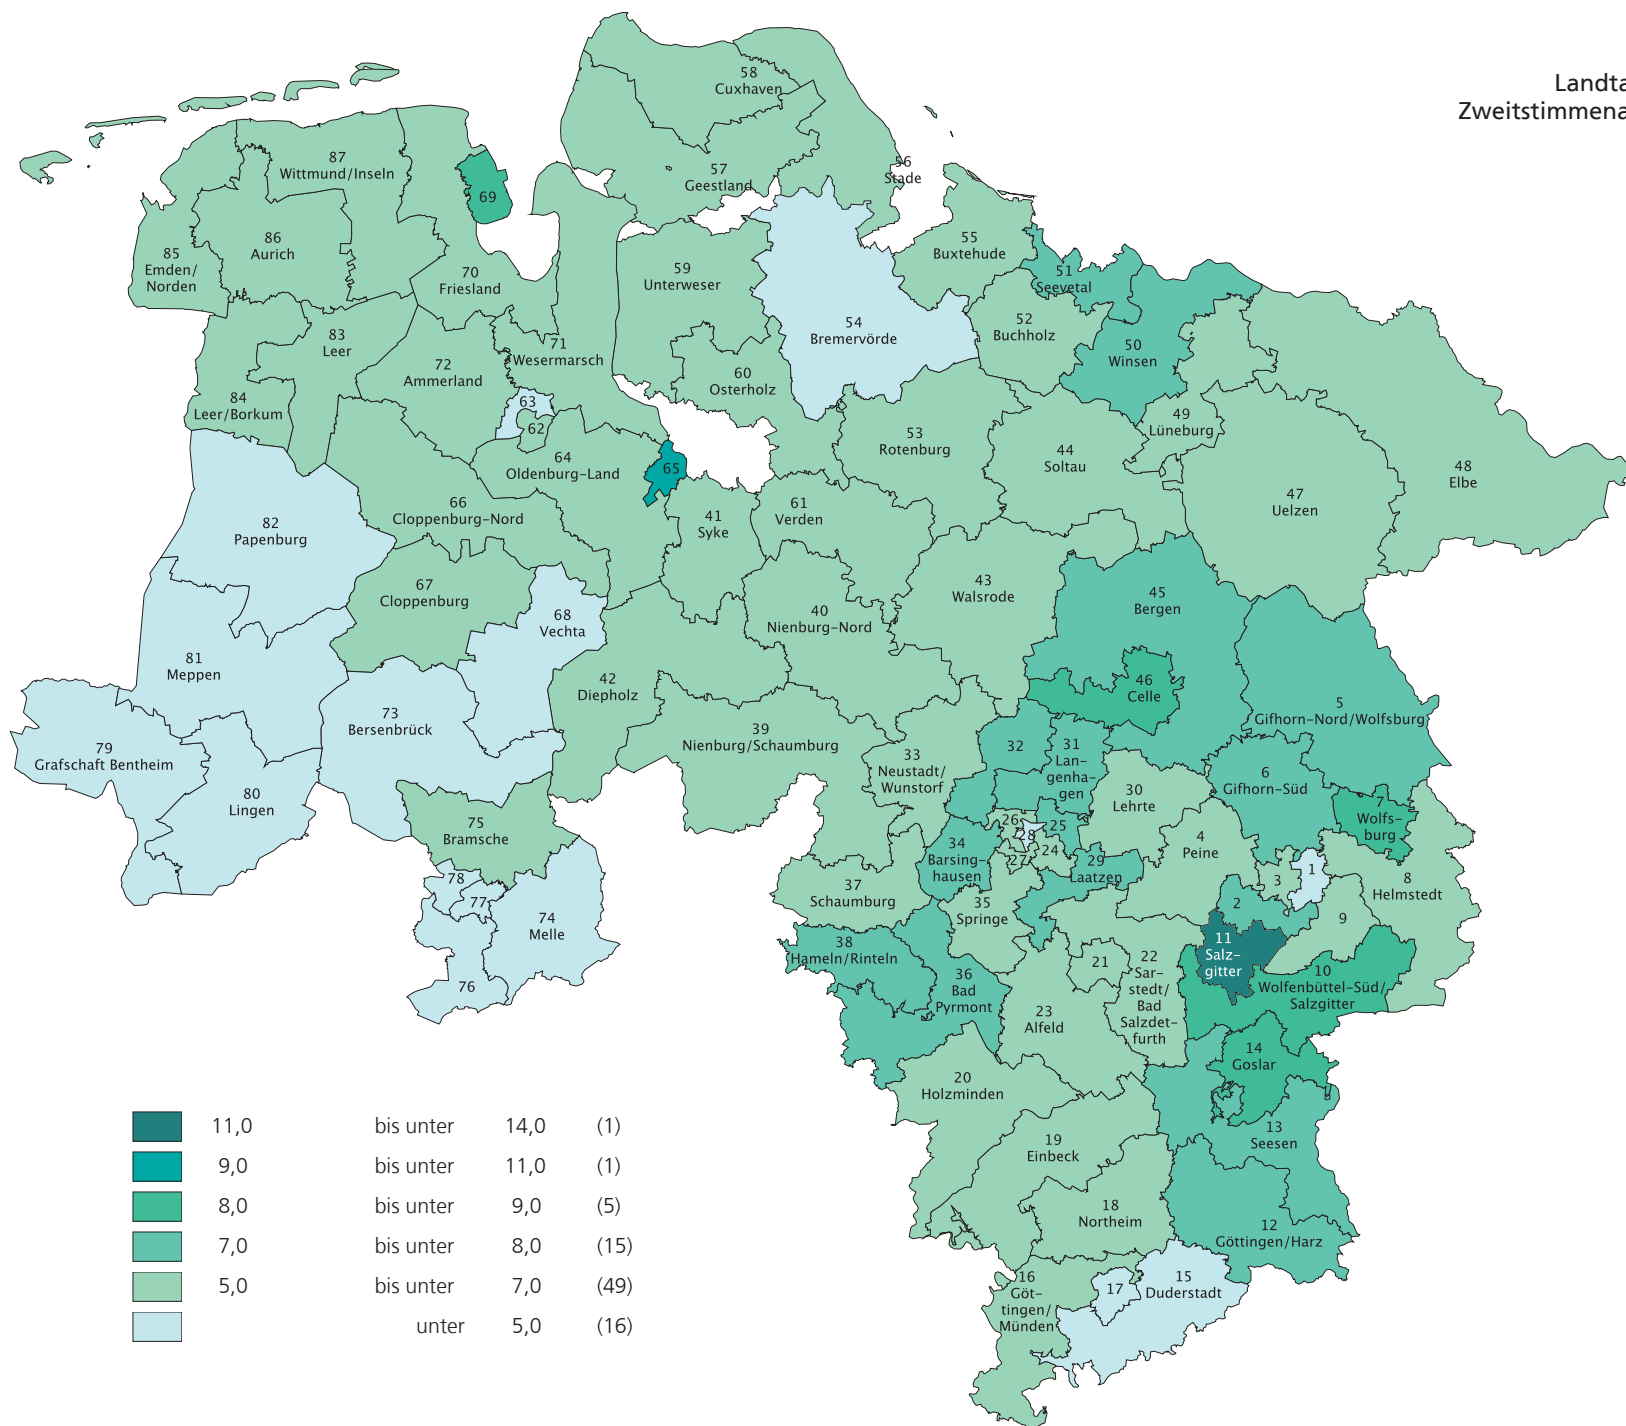 Landta
Zweitstimmena
58
Cuxhaven
87
Wittmund/Inseln
57
Geestland
56
Stade
69
86
Aurich
85
Emden/
Norden
70
Friesland
59
Unterweser
55
Buxtehude
51
Seevetal
54
Bremervörde
52
Buchholz
50
Winsen
83
Leer
72
Ammerland
71
Wesermarsch
60
Osterholz
84
Leer/Borkum
63
62
49
Lüneburg
53
Rotenburg
44
Soltau
64
Oldenburg-Land
65
48
Elbe
47
Uelzen
66
Cloppenburg-Nord
41
Syke
61
Verden
82
Papenburg
67
Cloppenburg
43
Walsrode
45
Bergen
68
Vechta
40
Nienburg-Nord
81
Meppen
42
Diepholz
46
Celle
5
Gifhorn-Nord/Wolfsburg
73
Bersenbrück
39
Nienburg/Schaumburg
79
Grafschaft Bentheim
33
Neustadt/
Wunstorf
32
31
Lan-
genha-
gen
80
Lingen
30
Lehrte
6
Gifhorn-Süd
7
Wolfs-
burg
75
Bramsche
26
28
25
27
24
34
Barsing-
hausen
29
Laatzen
4
Peine
3
1
8
Helmstedt
78
77
74
Melle
37
Schaumburg
35
Springe
2
9
11
Salz-
gitter
38
Hameln/Rinteln
21
22
Sar-
stedt/
Bad
Salzdet-
furth
10
Wolfenbüttel-Süd/
Salzgitter
76
36
Bad
Pyrmont
23
Alfeld
14
Goslar
20
Holzminden
13
Seesen
19
Einbeck
18
Northeim
12
Göttingen/Harz
16
Göt-
tingen/
Münden
17
15
Duderstadt
11,0 bis unter 14,0 (1)
9,0 bis unter 11,0 (1)
8,0 bis unter 9,0 (5)
7,0 bis unter 8,0 (15)
5,0 bis unter 7,0 (49)
unter 5,0 (16)